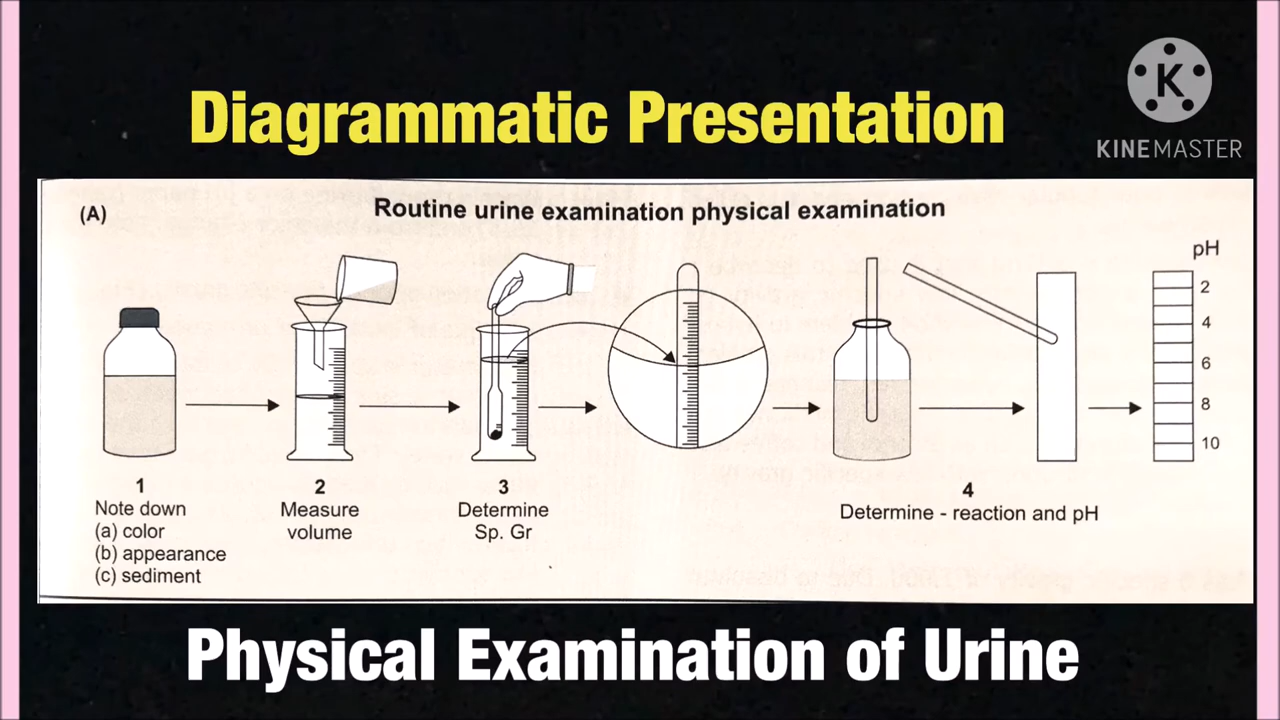 Diagrammatic Presentation
K
KINEMASTER
(A)
Routine urine examination physical examination
pH
2
4
6
8
10
1
Note down
(a) color
(b) appearance
(c) sediment
2
Measure
volume
3
Determine
Sp. Gr
4
Determine - reaction and pH
Physical Examination of Urine